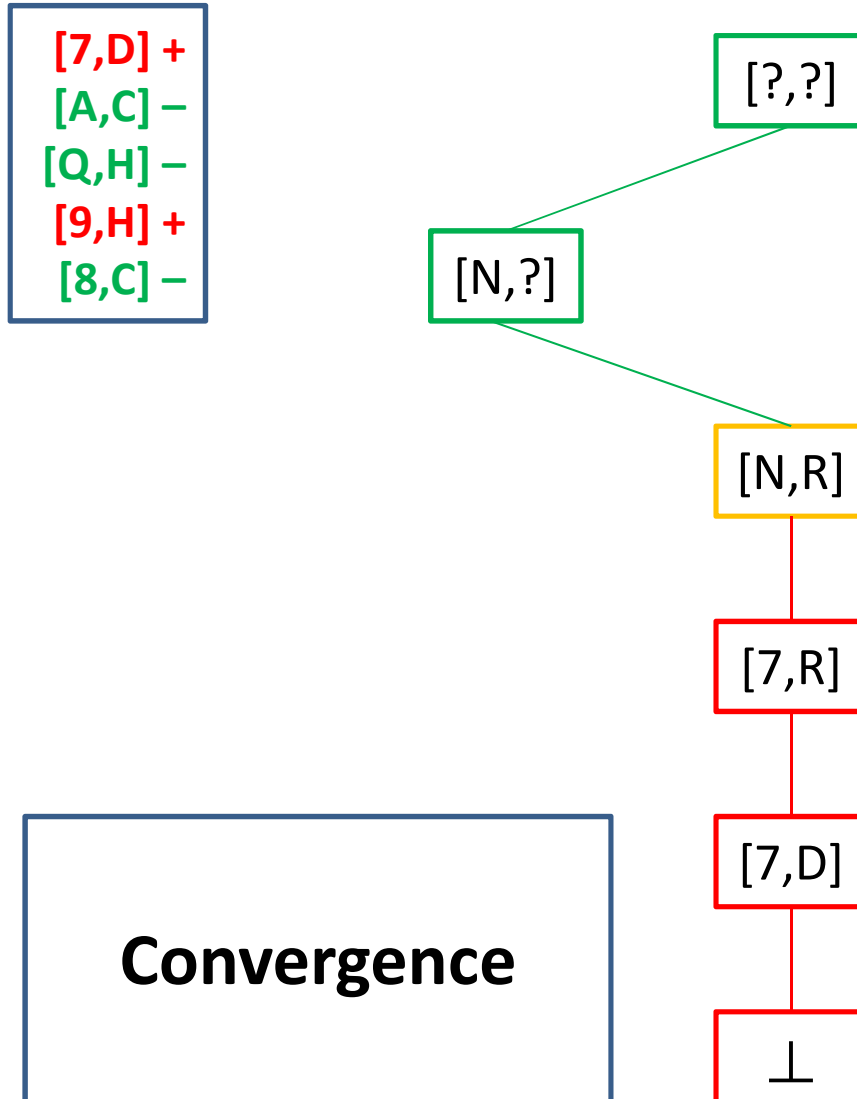 [7,D] +
[A,C] –
[Q,H] –
[9,H] +
[8,C] –
[?,?]
[N,?]
[N,R]
[7,R]
[7,D]
Convergence
⊥